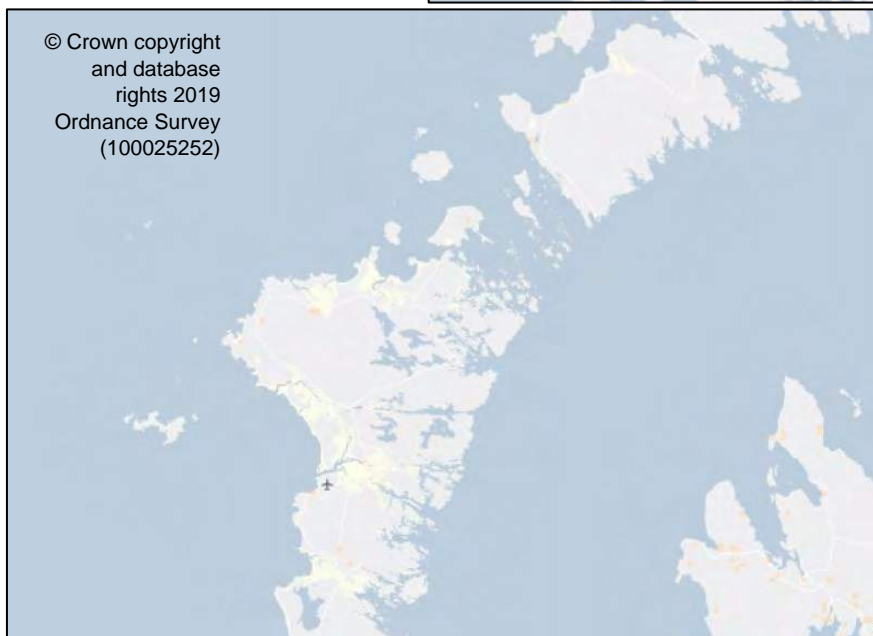 © Crown copyright
and database
rights 2019
Ordnance Survey
(100025252)